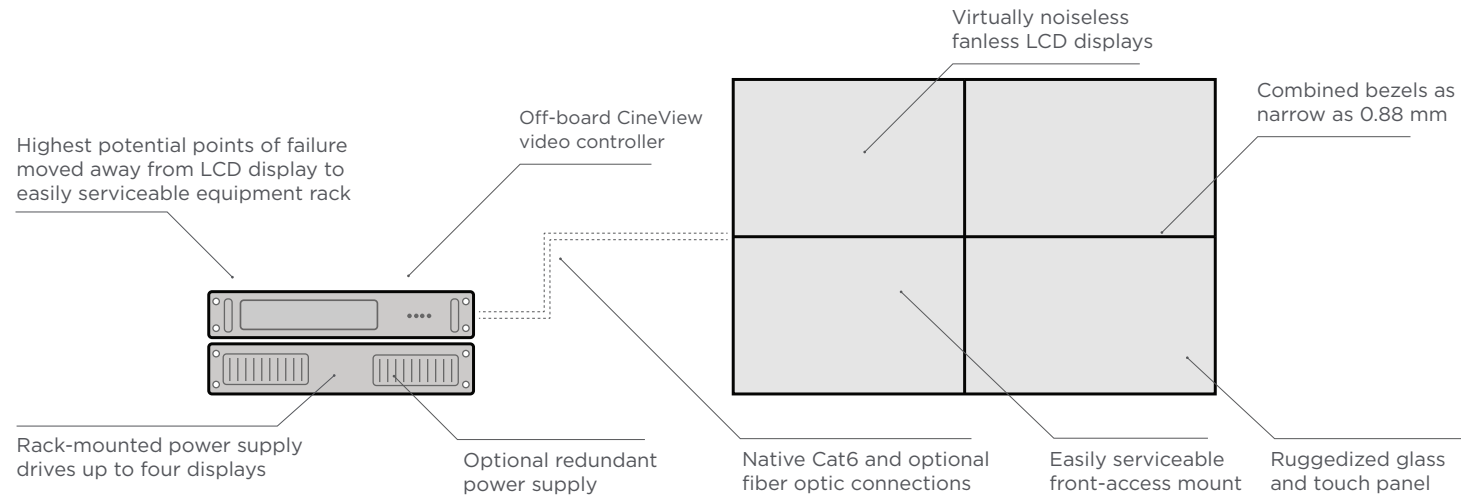 Virtually noiseless
fanless LCD displays
Combined bezels as
narrow as 0.88 mm
Off-board CineView
video controller
Highest potential points of failure
moved away from LCD display to
easily serviceable equipment rack
Rack-mounted power supply
drives up to four displays
Optional redundant
power supply
Native Cat6 and optional
fiber optic connections
Easily serviceable
front-access mount
Ruggedized glass
and touch panel